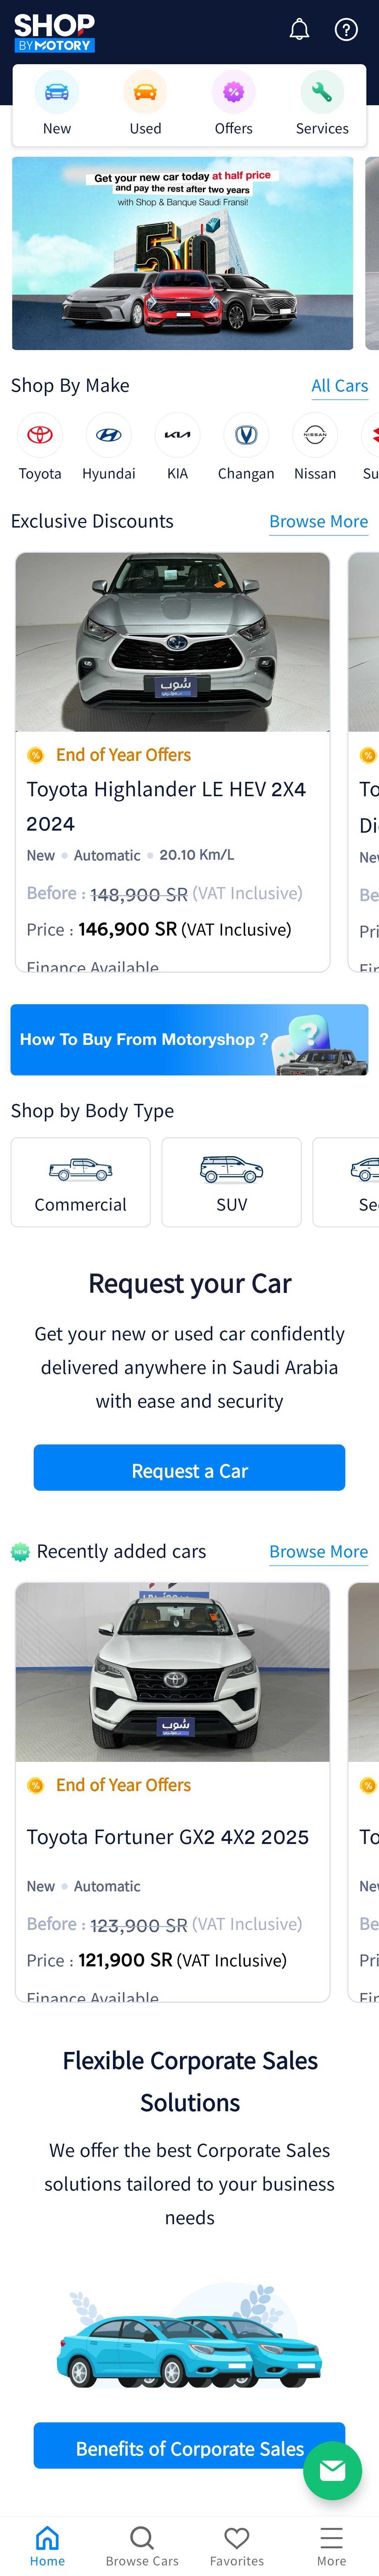 SHOP
BY MOTORY
New
Used
Offers
Services
Get your new car today at half price
and pay the rest after two years
with Shop & Banque Saudi Fransi!
50
Shop By Make
All Cars
Toyota
Hyundai
KIA
Changan
Nissan
Su
Exclusive Discounts
Browse More
شوب
End of Year Offers
Toyota Highlander LE HEV 2X4
2024
To
Di
New
Automatic
20.10 Km/L
Nev
Before : 148,900 SR (VAT Inclusive)
Be
Price : 146,900 SR (VAT Inclusive)
Pri
Finance Available
Fir
How To Buy From Motoryshop ?
Shop by Body Type
Commercial
SUV
Se
Request your Car
Get your new or used car confidently
delivered anywhere in Saudi Arabia
with ease and security
Request a Car
NEW
Recently added cars
Browse More
شوب
End of Year Offers
Toyota Fortuner GX2 4X2 2025
To
New
Automatic
Nev
Before : 123,900 SR (VAT Inclusive)
Be
Price : 121,900 SR (VAT Inclusive)
Pri
Finance Available
Fir
Flexible Corporate Sales
Solutions
We offer the best Corporate Sales
solutions tailored to your business
needs
Benefits of Corporate Sales
Home
Browse Cars
Favorites
More